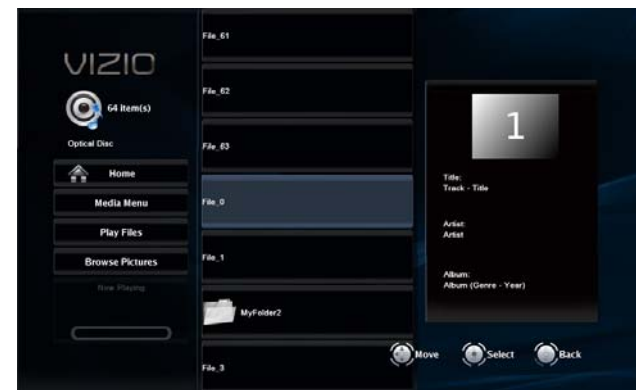 VIZIO
64 item(s)
Optical Disc
Home
Media Menu
Play Files
Browse Pictures
Now Playing
File_61
File_62
File_63
File_0
File_1
MyFolder2
File_3
1
Title:
Track - Title
Artist:
Artist
Album:
Album (Genre - Year)
Move
Select
Back